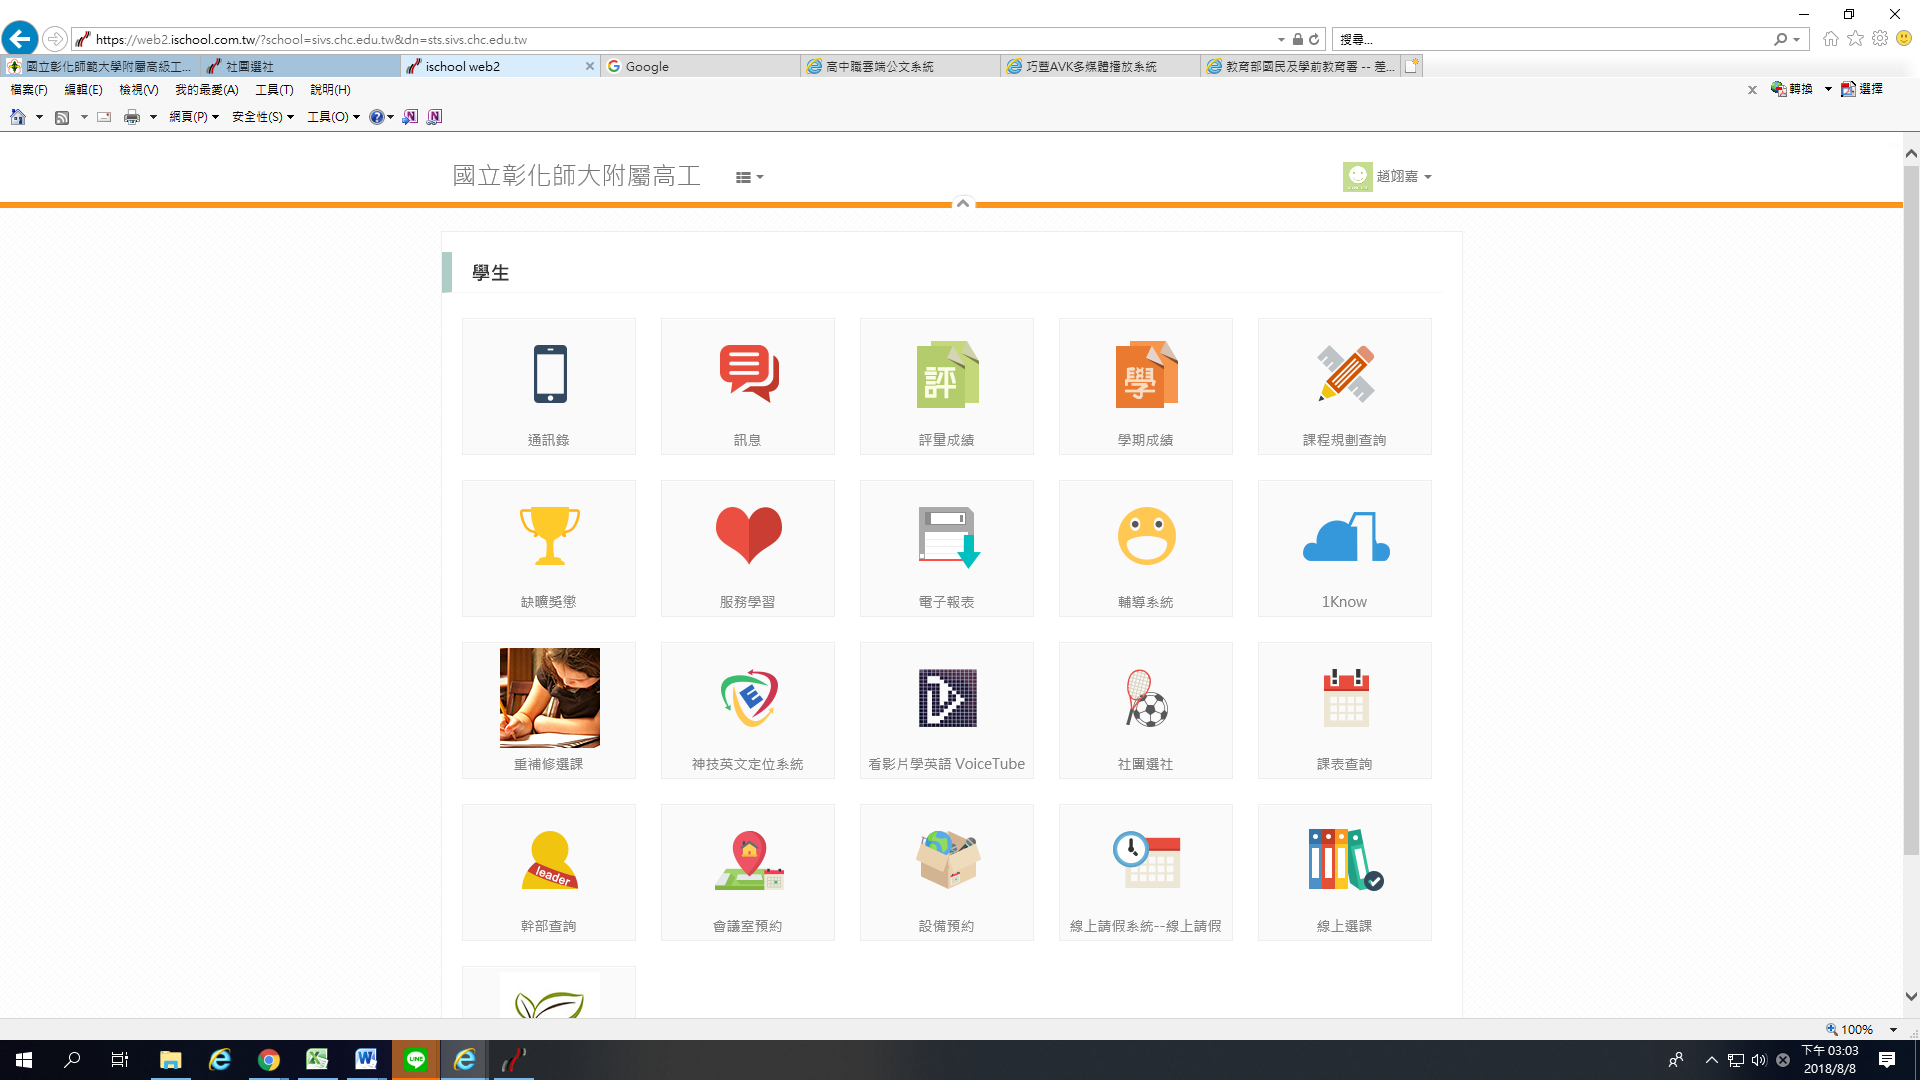 https://web2.ischool.com.tw/?school=sivs.chc.edu.tw&dn=sts.sivs.chc.edu.tw
搜尋...
國立彰化師範大學附屬高級工...
社團選社
ischool web2
Google
高中職雲端公文系統
巧豐AVK多媒體播放系統
教育部國民及學前教育署 -- 差...
檔案(F) 編輯(E) 檢視(V) 我的最愛(A) 工具(T) 說明(H)
轉換
選擇
網頁(P) 安全性(S) 工具(O)
國立彰化師大附屬高工
趙翊嘉
學生
評
學
通訊錄
訊息
評量成績
學期成績
課程規劃查詢
缺曠獎懲
服務學習
電子報表
輔導系統
1Know
E
重補修選課
神技英文定位系統
看影片學英語 VoiceTube
社團選社
課表查詢
leader
幹部查詢
會議室預約
設備預約
線上請假系統--線上請假
線上選課
100%
LINE
下午 03:03
2018/8/8